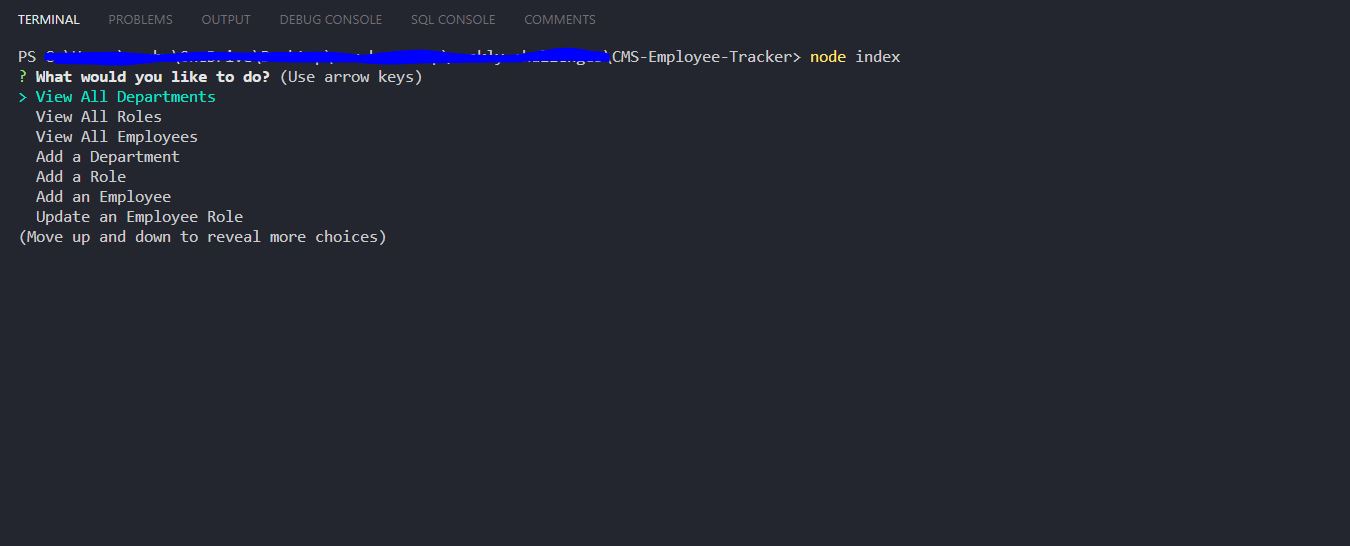 TERMINAL PROBLEMS OUTPUT DEBUG CONSOLE SQL CONSOLE COMMENTS
PS \CMS-Employee-Tracker> node index
? What would you like to do? (Use arrow keys)
> View All Departments
View All Roles
View All Employees
Add a Department
Add a Role
Add an Employee
Update an Employee Role
(Move up and down to reveal more choices)